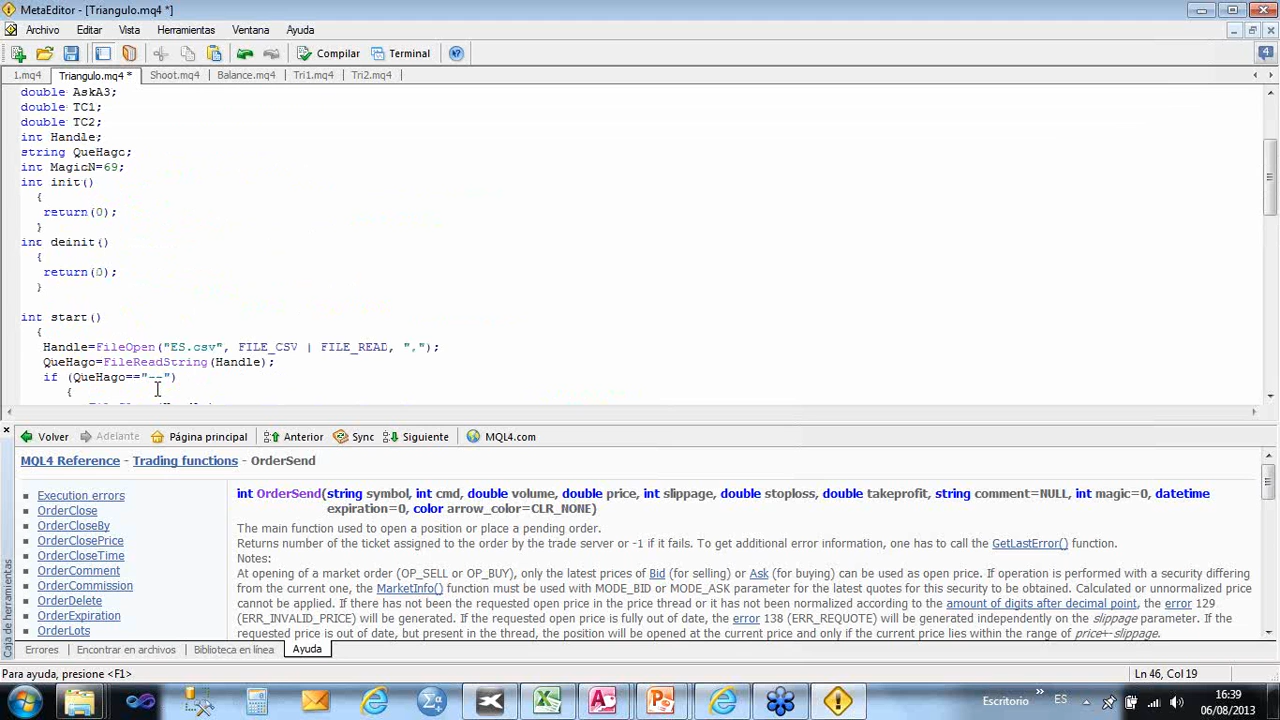 MetaEditor - [Triangulo.mq4 *]
Archivo Editar Vista Herramientas Ventana Ayuda
Compilar Terminal 4
1.mq4 Triangulo.mq4 * Shoot.mq4 Balance.mq4 Tri1.mq4 Tri2.mq4
double AskA3;
double TC1;
double TC2;
int Handle;
string QueHago;
int MagicN=69;
int init()
{
return(0);
}
int deinit()
{
return(0);
}
int start()
{
Handle=FileOpen("ES.csv", FILE_CSV | FILE_READ, ",");
QueHago=FileReadString(Handle);
if (QueHago=="--")
{
Volver Adelante Página principal Anterior Sync Siguiente MQL4.com
MQL4 Reference - Trading functions - OrderSend
Execution errors
OrderClose
OrderCloseBy
OrderClosePrice
OrderCloseTime
OrderComment
OrderCommission
OrderDelete
OrderExpiration
OrderLots
int OrderSend(string symbol, int cmd, double volume, double price, int slippage, double stoploss, double takeprofit, string comment=NULL, int magic=0, datetime
expiration=0, color arrow_color=CLR_NONE)
The main function used to open a position or place a pending order.
Returns number of the ticket assigned to the order by the trade server or -1 if it fails. To get additional error information, one has to call the GetLastError() function.
Notes:
At opening of a market order (OP_SELL or OP_BUY), only the latest prices of Bid (for selling) or Ask (for buying) can be used as open price. If operation is performed with a security differing
from the current one, the MarketInfo() function must be used with MODE_BID or MODE_ASK parameter for the latest quotes for this security to be obtained. Calculated or unnormalized price
cannot be applied. If there has not been the requested open price in the price thread or it has not been normalized according to the amount of digits after decimal point, the error 129
(ERR_INVALID_PRICE) will be generated. If the requested open price is fully out of date, the error 138 (ERR_REQUOTE) will be generated independently on the slippage parameter. If the
requested price is out of date, but present in the thread, the position will be opened at the current price and only if the current price lies within the range of price+-slippage.
Caja de herramientas
Errores Encontrar en archivos Biblioteca en línea Ayuda
Para ayuda, presione <F1> Ln 46, Col 19
Escritorio ES 16:39
06/08/2013